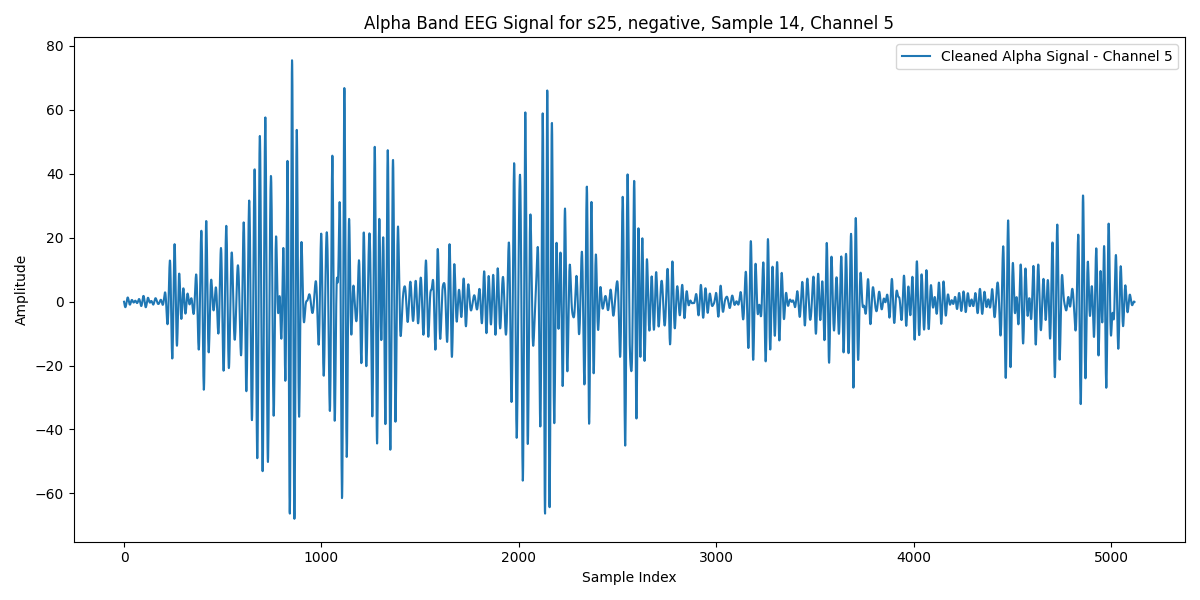 Alpha Band EEG Signal for s25, negative, Sample 14, Channel 5
Cleaned Alpha Signal - Channel 5
80
60
40
20
0
−20
−40
−60
Amplitude
0 1000 2000 3000 4000 5000
Sample Index